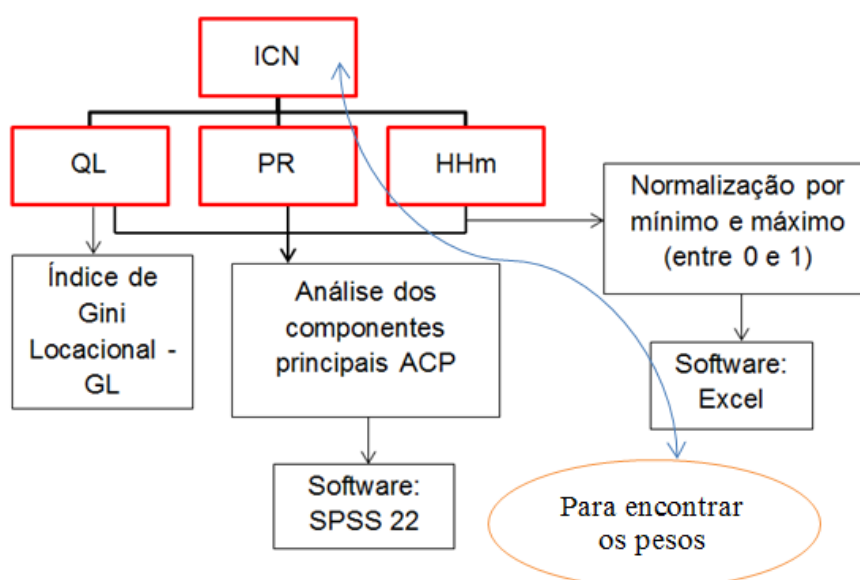 ICN
QL
PR
HHm
Normalização por
mínimo e máximo
(entre 0 e 1)
Índice de
Gini
Locacional -
GL
Análise dos
componentes
principais ACP
Software:
Excel
Software:
SPSS 22
Para encontrar
os pesos